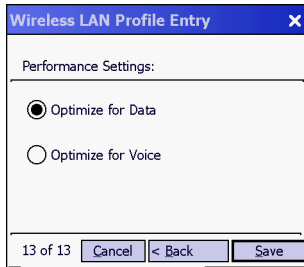 Wireless LAN Profile Entry
Performance Settings:
Optimize for Data
Optimize for Voice
13 of 13 Cancel < Back Save